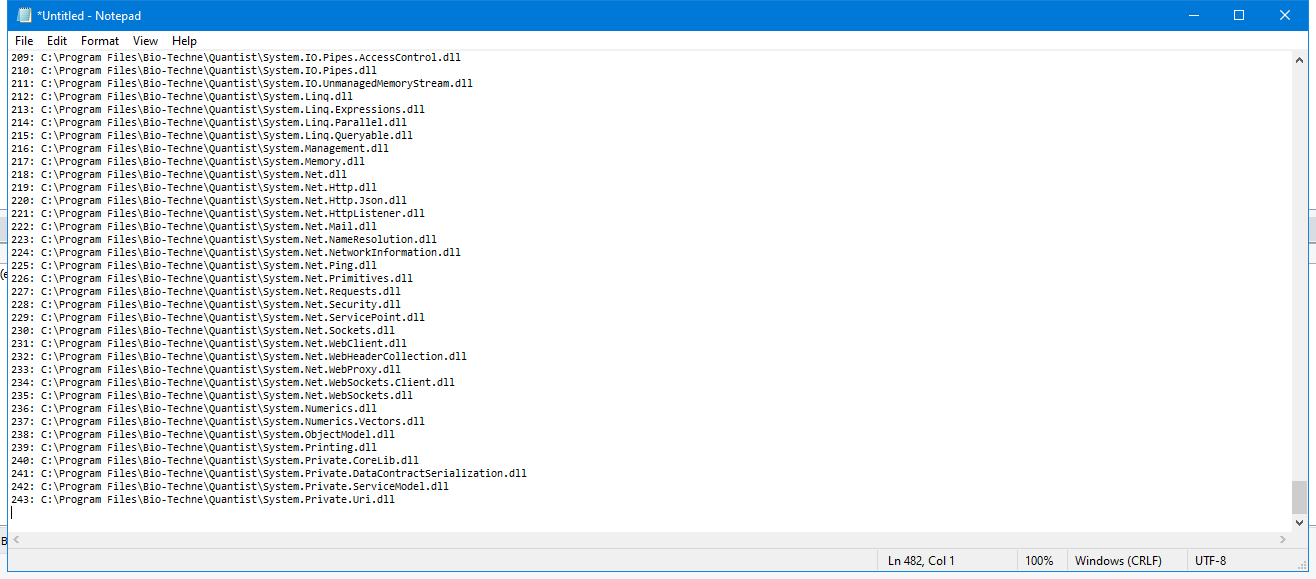 *Untitled - Notepad
File Edit Format View Help
209: C:\Program Files\Bio-Techne\Quantist\System.IO.Pipes.AccessControl.dll
210: C:\Program Files\Bio-Techne\Quantist\System.IO.Pipes.dll
211: C:\Program Files\Bio-Techne\Quantist\System.IO.UnmanagedMemoryStream.dll
212: C:\Program Files\Bio-Techne\Quantist\System.Linq.dll
213: C:\Program Files\Bio-Techne\Quantist\System.Linq.Expressions.dll
214: C:\Program Files\Bio-Techne\Quantist\System.Linq.Parallel.dll
215: C:\Program Files\Bio-Techne\Quantist\System.Linq.Queryable.dll
216: C:\Program Files\Bio-Techne\Quantist\System.Management.dll
217: C:\Program Files\Bio-Techne\Quantist\System.Memory.dll
218: C:\Program Files\Bio-Techne\Quantist\System.Net.dll
219: C:\Program Files\Bio-Techne\Quantist\System.Net.Http.dll
220: C:\Program Files\Bio-Techne\Quantist\System.Net.Http.Json.dll
221: C:\Program Files\Bio-Techne\Quantist\System.Net.HttpListener.dll
222: C:\Program Files\Bio-Techne\Quantist\System.Net.Mail.dll
223: C:\Program Files\Bio-Techne\Quantist\System.Net.NameResolution.dll
224: C:\Program Files\Bio-Techne\Quantist\System.Net.NetworkInformation.dll
225: C:\Program Files\Bio-Techne\Quantist\System.Net.Ping.dll
226: C:\Program Files\Bio-Techne\Quantist\System.Net.Primitives.dll
227: C:\Program Files\Bio-Techne\Quantist\System.Net.Requests.dll
228: C:\Program Files\Bio-Techne\Quantist\System.Net.Security.dll
229: C:\Program Files\Bio-Techne\Quantist\System.Net.ServicePoint.dll
230: C:\Program Files\Bio-Techne\Quantist\System.Net.Sockets.dll
231: C:\Program Files\Bio-Techne\Quantist\System.Net.WebClient.dll
232: C:\Program Files\Bio-Techne\Quantist\System.Net.WebHeaderCollection.dll
233: C:\Program Files\Bio-Techne\Quantist\System.Net.WebProxy.dll
234: C:\Program Files\Bio-Techne\Quantist\System.Net.WebSockets.Client.dll
235: C:\Program Files\Bio-Techne\Quantist\System.Net.WebSockets.dll
236: C:\Program Files\Bio-Techne\Quantist\System.Numerics.dll
237: C:\Program Files\Bio-Techne\Quantist\System.Numerics.Vectors.dll
238: C:\Program Files\Bio-Techne\Quantist\System.ObjectModel.dll
239: C:\Program Files\Bio-Techne\Quantist\System.Printing.dll
240: C:\Program Files\Bio-Techne\Quantist\System.Private.CoreLib.dll
241: C:\Program Files\Bio-Techne\Quantist\System.Private.DataContractSerialization.dll
242: C:\Program Files\Bio-Techne\Quantist\System.Private.ServiceModel.dll
243: C:\Program Files\Bio-Techne\Quantist\System.Private.Uri.dll
Ln 482, Col 1 100% Windows (CRLF) UTF-8